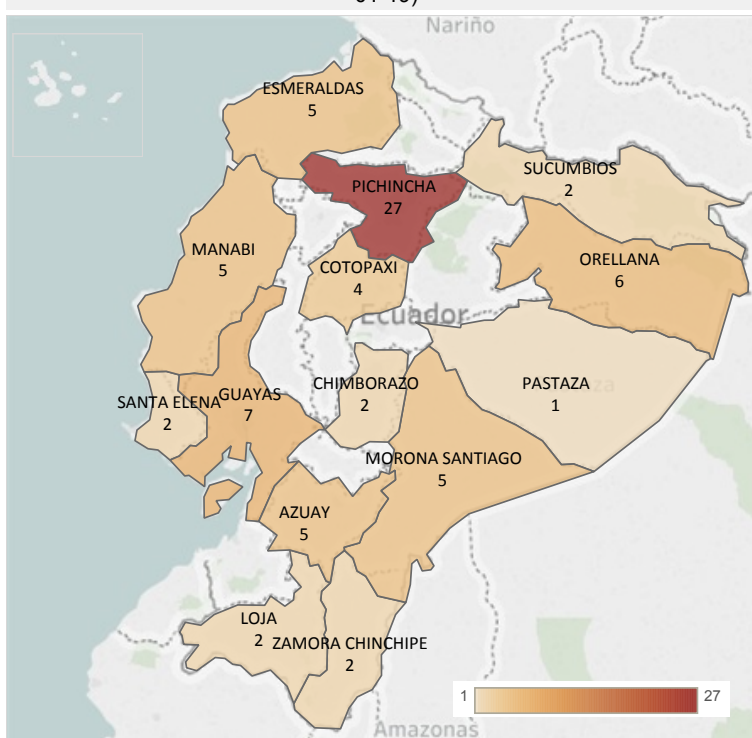 Nariño
ESMERALDAS
5
SUCUMBIOS
2
PICHINCHA
27
MANABI
5
COTOPAXI
4
ORELLANA
6
Ecuador
CHIMBORAZO
2
PASTAZA
1
SANTA ELENA
2
GUAYAS
7
MORONA SANTIAGO
5
AZUAY
5
LOJA
2
ZAMORA CHINCHIPE
2
1
27
Amazonas